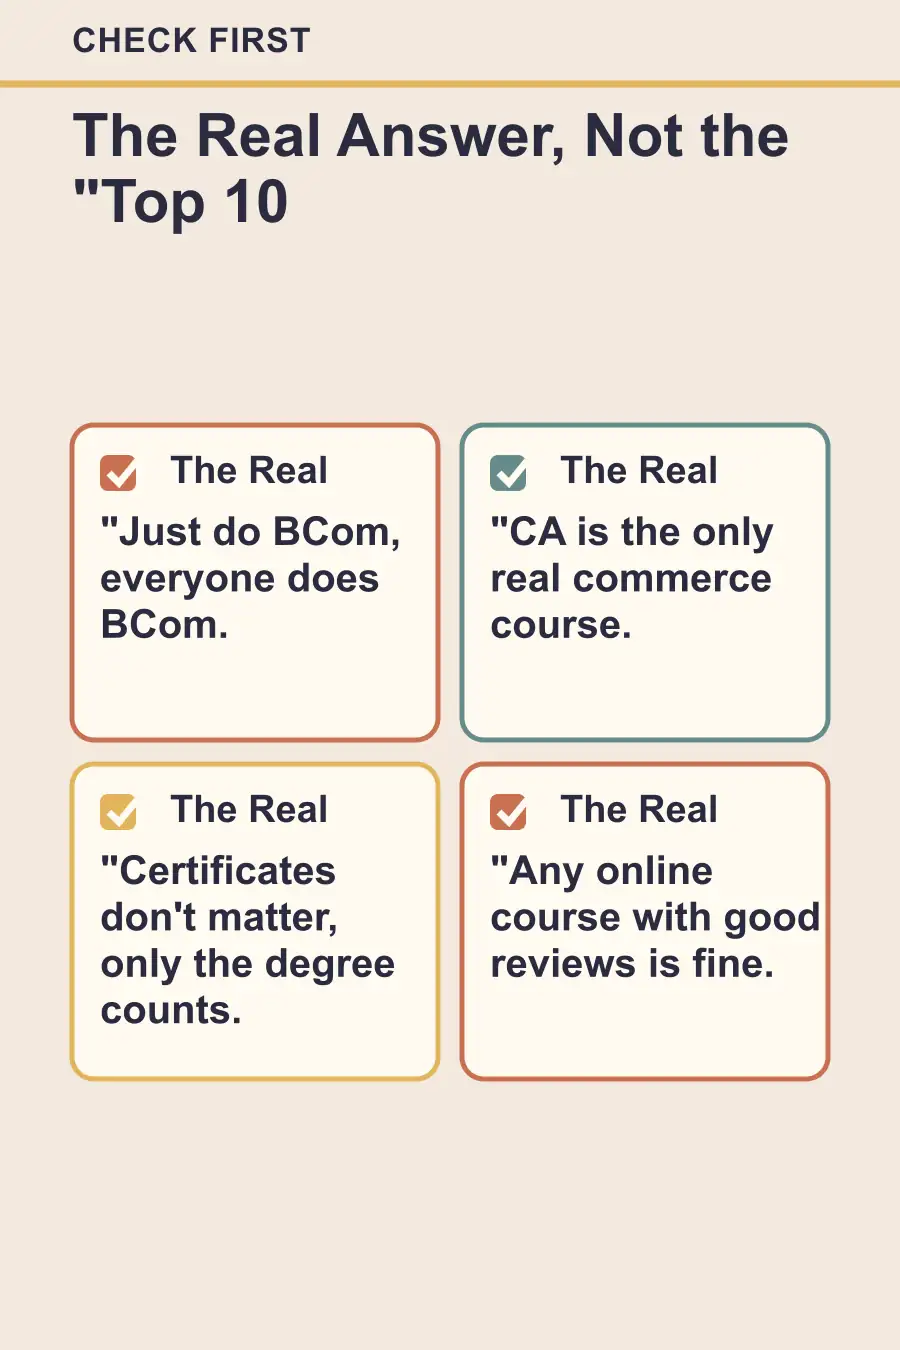 CHECK FIRST
The Real Answer, Not the
"Top 10
The Real
"Just do BCom,
everyone does
BCom.
The Real
"CA is the only
real commerce
course.
The Real
"Certificates
don't matter,
only the degree
counts.
The Real
"Any online
course with good
reviews is fine.